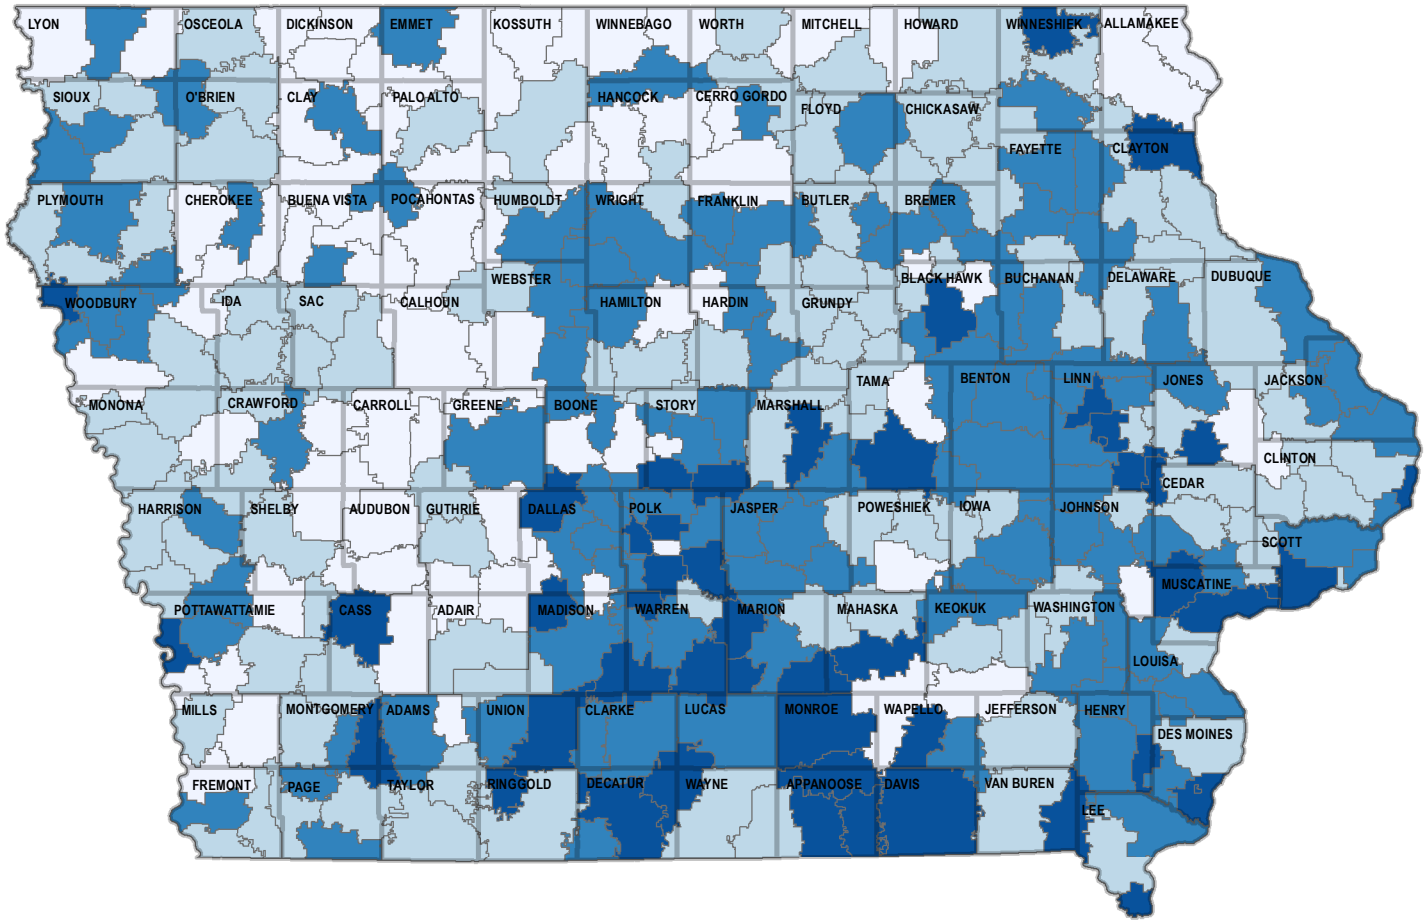 LYON
OSCEOLA
DICKINSON
EMMET
KOSSUTH
WINNEBAGO
WORTH
MITCHELL
HOWARD
WINNESHIEK
ALLAMAKEE
SIOUX
O'BRIEN
CLAY
PALO ALTO
HANCOCK
CERRO GORDO
FLOYD
CHICKASAW
FAYETTE
CLAYTON
PLYMOUTH
CHEROKEE
BUENA VISTA
POCAHONTAS
HUMBOLDT
WRIGHT
FRANKLIN
BUTLER
BREMER
WOODBURY
IDA
SAC
CALHOUN
WEBSTER
HAMILTON
HARDIN
GRUNDY
BLACK HAWK
BUCHANAN
DELAWARE
DUBUQUE
MONONA
CRAWFORD
CARROLL
GREENE
BOONE
STORY
MARSHALL
TAMA
BENTON
LINN
JONES
JACKSON
CLINTON
CEDAR
HARRISON
SHELBY
AUDUBON
GUTHRIE
DALLAS
POLK
JASPER
POWESHIEK
IOWA
JOHNSON
SCOTT
MUSCATINE
POTTAWATTAMIE
CASS
ADAIR
MADISON
WARREN
MARION
MAHASKA
KEOKUK
WASHINGTON
LOUISA
MILLS
MONTGOMERY
ADAMS
UNION
CLARKE
LUCAS
MONROE
WAPELLO
JEFFERSON
HENRY
DES MOINES
FREMONT
PAGE
TAYLOR
RINGGOLD
DECATUR
WAYNE
APPANOOSE
DAVIS
VAN BUREN
LEE